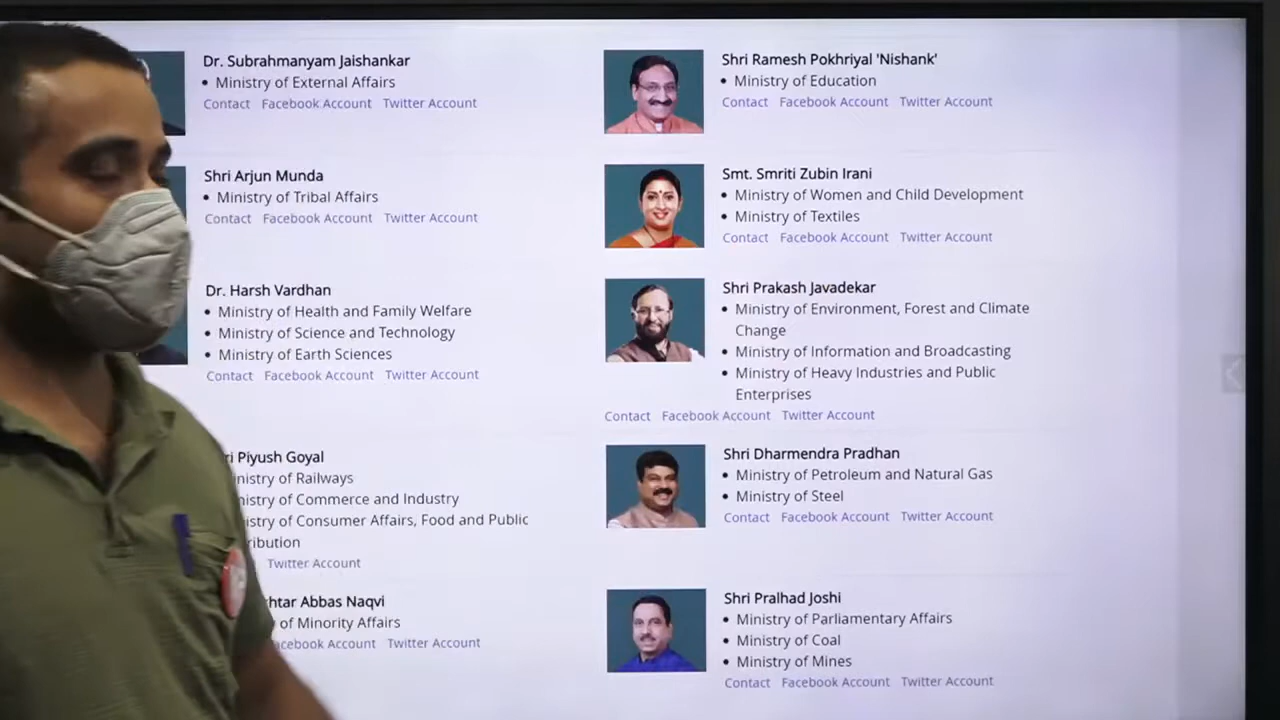 Dr. Subrahmanyam Jaishankar
• Ministry of External Affairs
Contact Facebook Account Twitter Account
Shri Arjun Munda
• Ministry of Tribal Affairs
Contact Facebook Account Twitter Account
Dr. Harsh Vardhan
• Ministry of Health and Family Welfare
• Ministry of Science and Technology
• Ministry of Earth Sciences
Contact Facebook Account Twitter Account
ri Piyush Goyal
inistry of Railways
nistry of Commerce and Industry
istry of Consumer Affairs, Food and Public
ribution
Twitter Account
htar Abbas Naqvi
of Minority Affairs
acebook Account Twitter Account
Shri Ramesh Pokhriyal 'Nishank'
• Ministry of Education
Contact Facebook Account Twitter Account
Smt. Smriti Zubin Irani
• Ministry of Women and Child Development
• Ministry of Textiles
Contact Facebook Account Twitter Account
Shri Prakash Javadekar
• Ministry of Environment, Forest and Climate
Change
• Ministry of Information and Broadcasting
• Ministry of Heavy Industries and Public
Enterprises
Contact Facebook Account Twitter Account
Shri Dharmendra Pradhan
• Ministry of Petroleum and Natural Gas
• Ministry of Steel
Contact Facebook Account Twitter Account
Shri Pralhad Joshi
• Ministry of Parliamentary Affairs
• Ministry of Coal
• Ministry of Mines
Contact Facebook Account Twitter Account